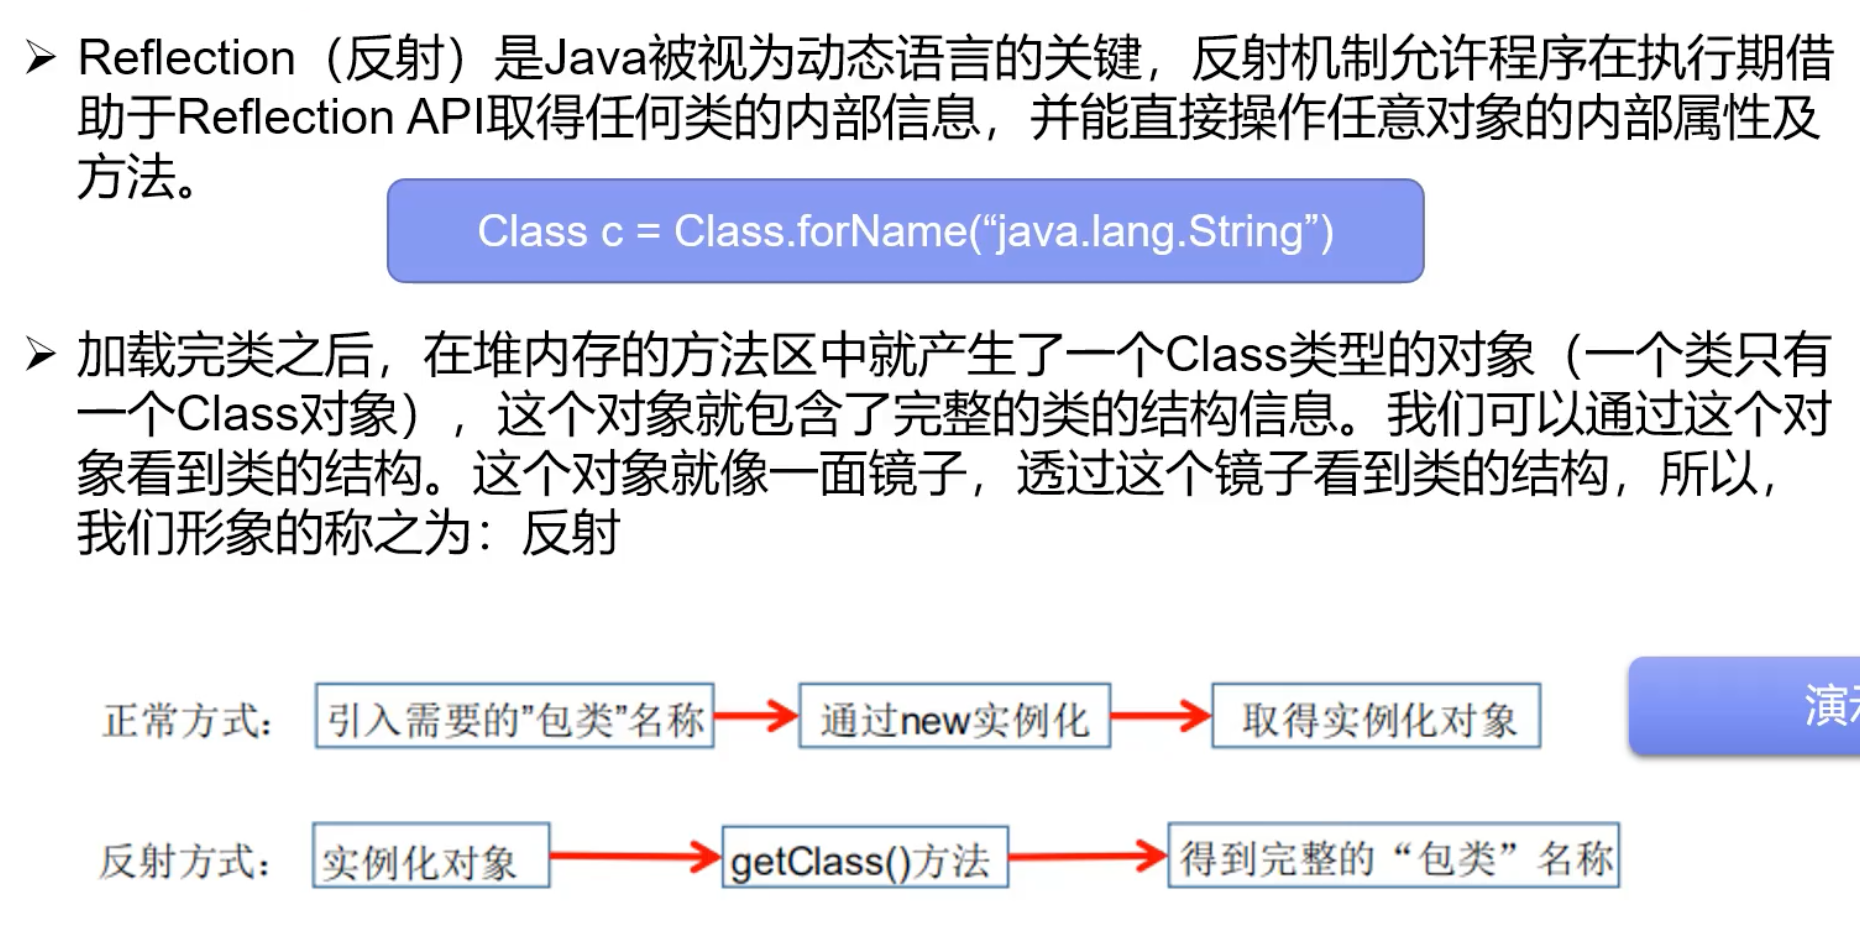 ➢ Reflection（反射）是Java被视为动态语言的关键，反射机制允许程序在执行期借
助于Reflection API取得任何类的内部信息，并能直接操作任意对象的内部属性及
方法。
Class c = Class.forName(“java.lang.String”)
➢ 加载完类之后，在堆内存的方法区中就产生了一个Class类型的对象（一个类只有
一个Class对象），这个对象就包含了完整的类的结构信息。我们可以通过这个对
象看到类的结构。这个对象就像一面镜子，透过这个镜子看到类的结构，所以，
我们形象的称之为：反射
正常方式： 引入需要的”包类”名称 通过new实例化 取得实例化对象
演
反射方式： 实例化对象 getClass()方法 得到完整的“包类”名称